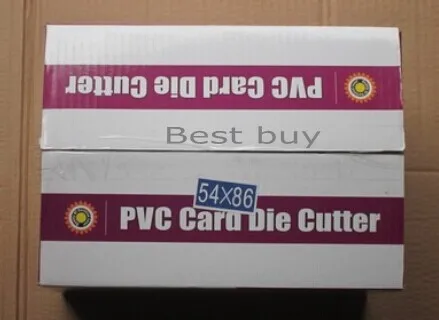 PVC Card Die Cutter
Best buy
54X86
PVC Card Die Cutter